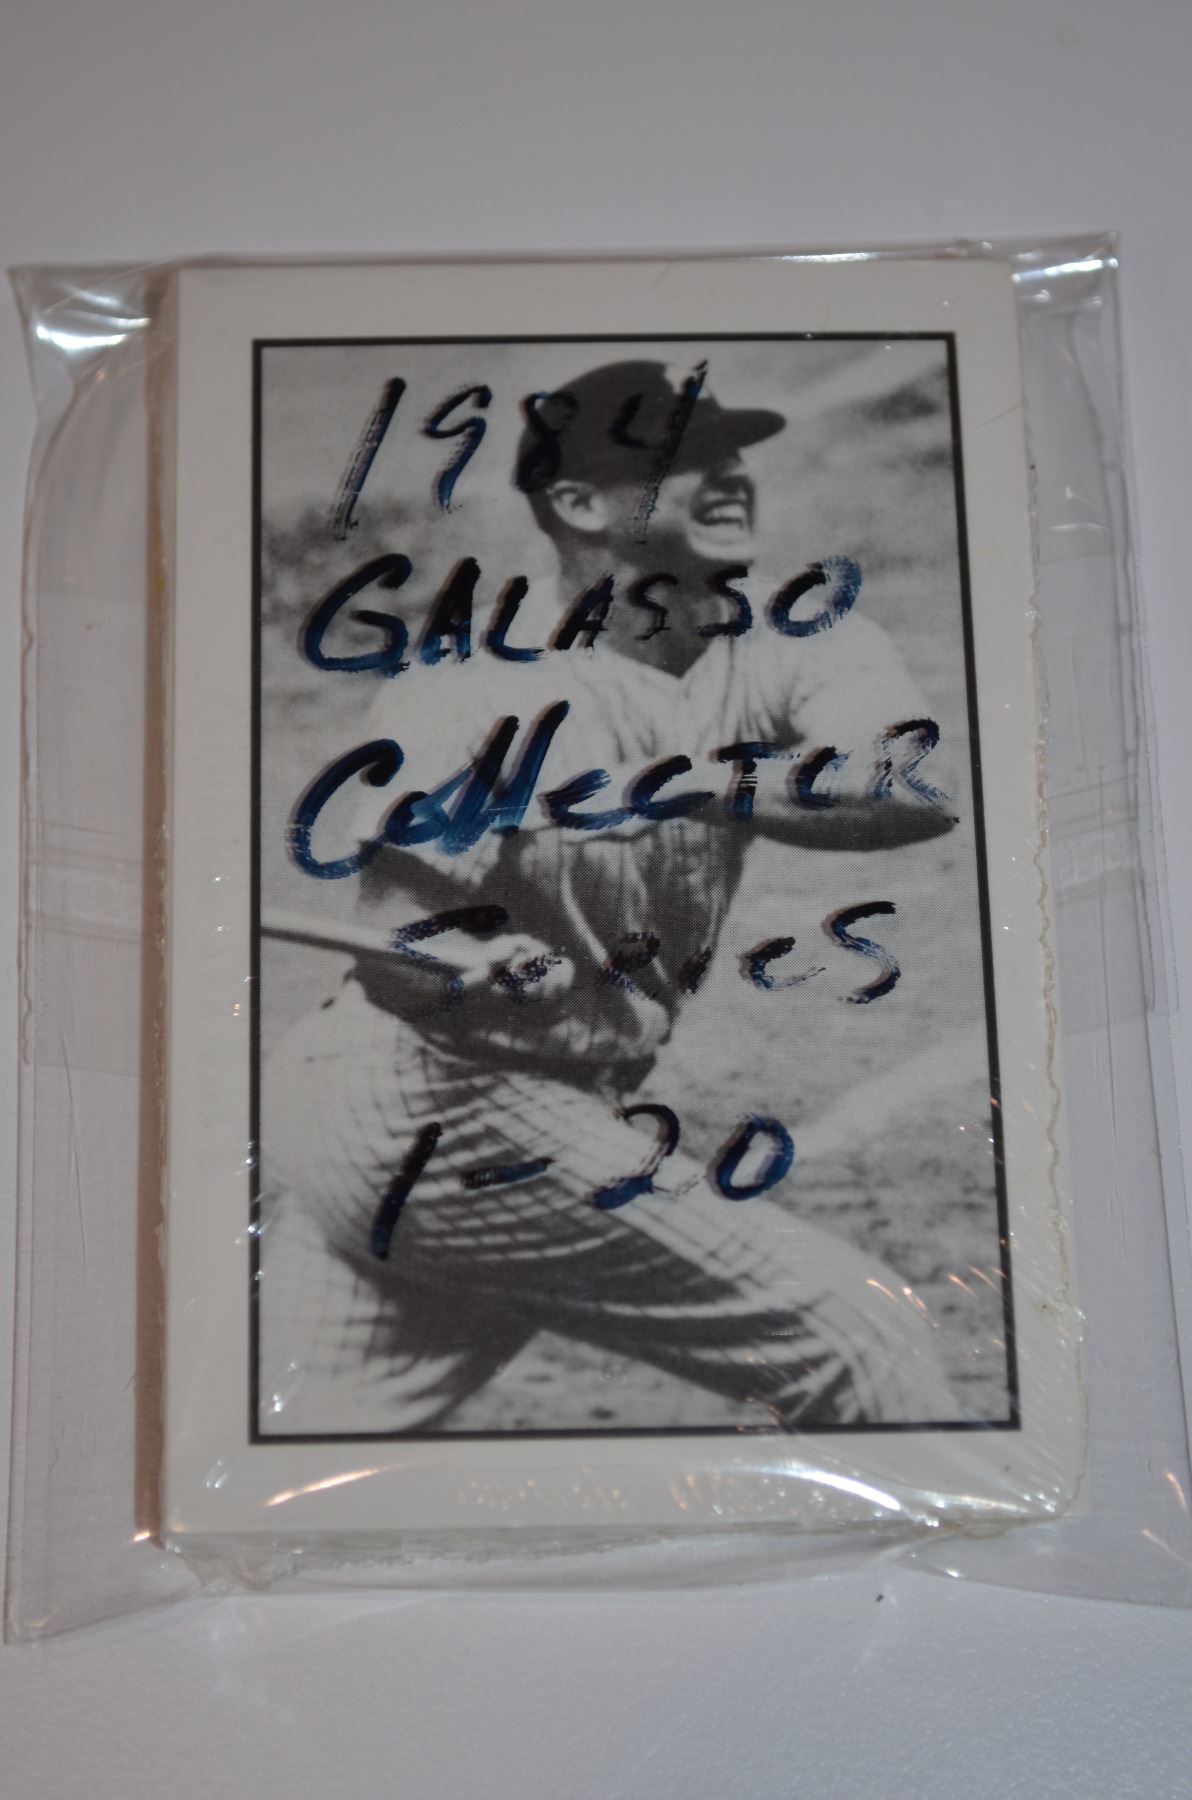 1984
GALASSO
Collector
Series
1-20